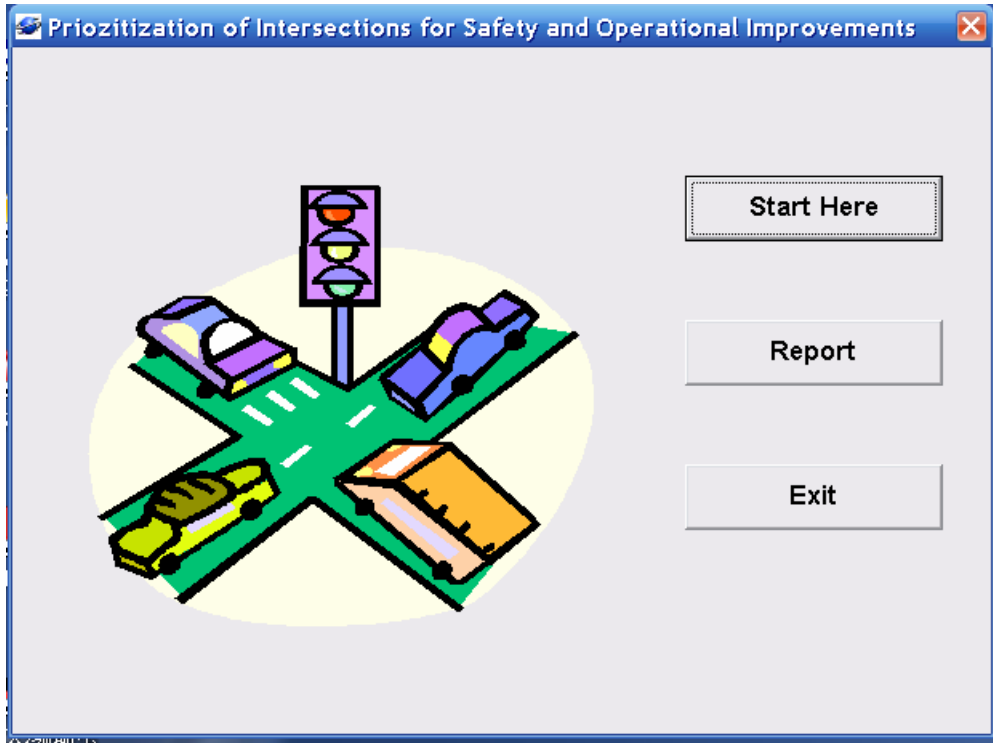 Priozitization of Intersections for Safety and Operational Improvements
Start Here
Report
Exit